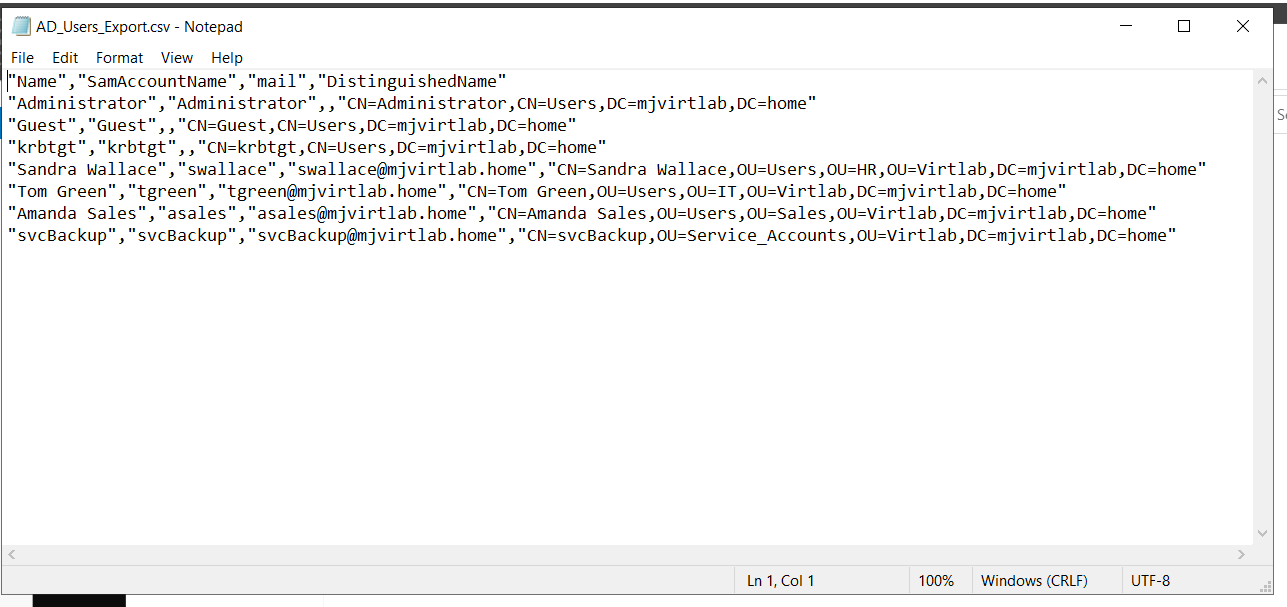 AD_Users_Export.csv - Notepad
File Edit Format View Help
"Name","SamAccountName","mail","DistinguishedName"
"Administrator","Administrator",,"CN=Administrator,CN=Users,DC=mjvirtlab,DC=home"
"Guest","Guest",,"CN=Guest,CN=Users,DC=mjvirtlab,DC=home"
"krbtgt","krbtgt",,"CN=krbtgt,CN=Users,DC=mjvirtlab,DC=home"
"Sandra Wallace","swallace","swallace@mjvirtlab.home","CN=Sandra Wallace,OU=Users,OU=HR,OU=Virtlab,DC=mjvirtlab,DC=home"
"Tom Green","tgreen","tgreen@mjvirtlab.home","CN=Tom Green,OU=Users,OU=IT,OU=Virtlab,DC=mjvirtlab,DC=home"
"Amanda Sales","asales","asales@mjvirtlab.home","CN=Amanda Sales,OU=Users,OU=Sales,OU=Virtlab,DC=mjvirtlab,DC=home"
"svcBackup","svcBackup","svcBackup@mjvirtlab.home","CN=svcBackup,OU=Service_Accounts,OU=Virtlab,DC=mjvirtlab,DC=home"
Ln 1, Col 1 100% Windows (CRLF) UTF-8